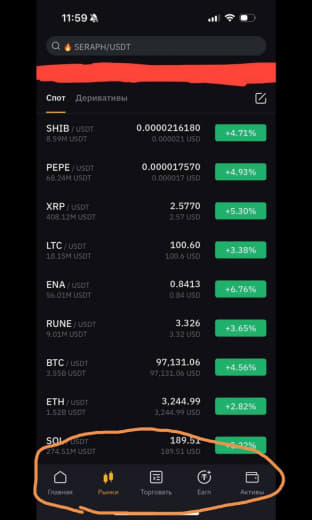 11:59
SERAPH/USDT
Спот Деривативы
SHIB / USDT 0.0000216180 +4.71%
8.59M USDT 0.000021 USD
PEPE / USDT 0.000017570 +4.93%
68.24M USDT 0.000017 USD
XRP / USDT 2.5770 +5.30%
408.12M USDT 2.57 USD
LTC / USDT 100.60 +3.38%
18.15M USDT 100.6 USD
ENA / USDT 0.8413 +6.76%
56.01M USDT 0.84 USD
RUNE / USDT 3.326 +3.65%
9.01M USDT 3.32 USD
BTC / USDT 97,131.06 +4.56%
3.55B USDT 97,131.06 USD
ETH / USDT 3,244.99 +2.82%
1.52B USDT 3,244.99 USD
SOL / USDT 189.51
274.51M USDT 189.51 USD
Главная Рынки Торговать Earn Активы